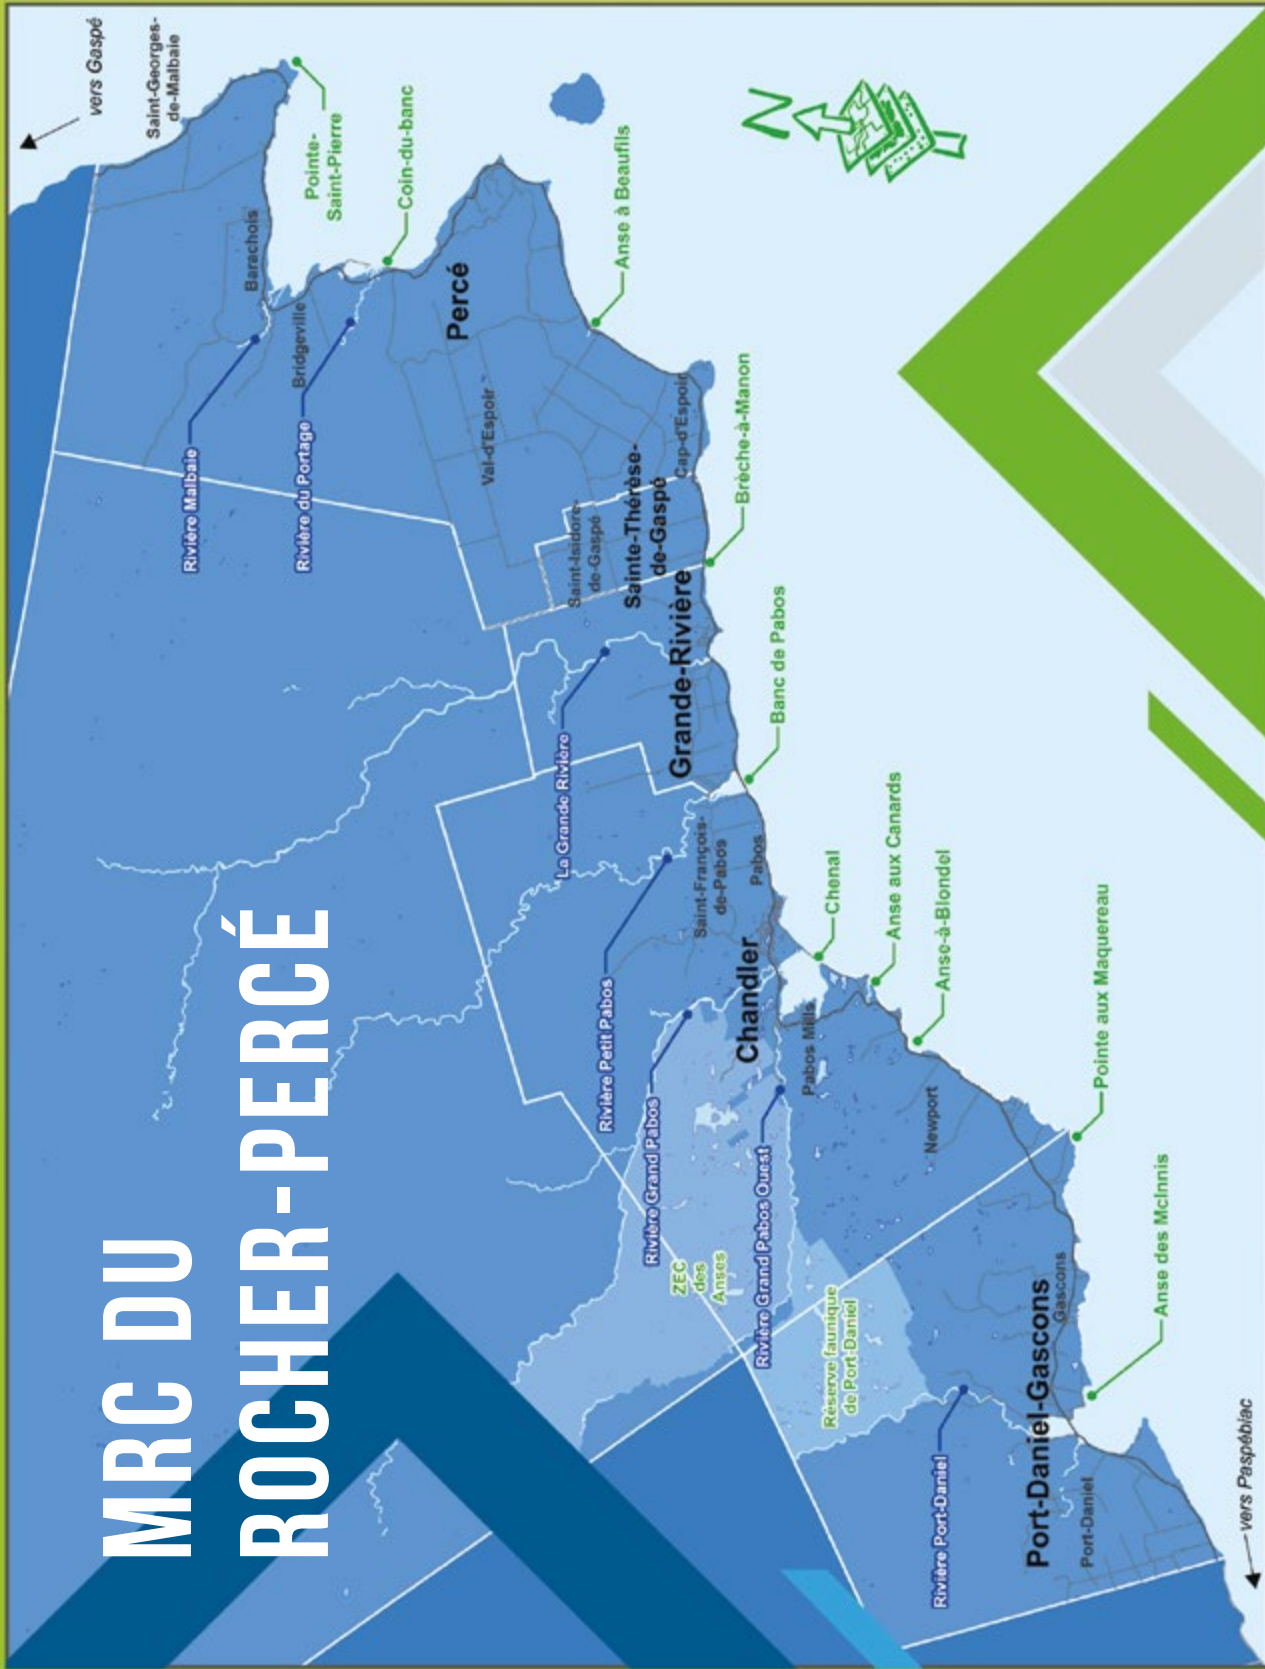 MRC DU
ROCHER-PERCÉ
vers Gaspé
Saint-Georges-
de-Malbaie
Pointe-
Saint-Pierre
Barachois
Coin-du-banc
Rivière Malbaie
Bridgeville
Rivière du Portage
Percé
Val-d'Espoir
Anse à Beaufils
N
Cap-d'Espoir
Saint-Isidore-
de-Gaspé
Sainte-Thérèse-
de-Gaspé
Brèche-à-Manon
La Grande Rivière
Grande-Rivière
Banc de Pabos
Rivière Petit Pabos
Saint-François-
de-Pabos
Pabos
Chandler
Chenal
Anse aux Canards
Rivière Grand Pabos
Pabos Mills
Anse-à-Blondel
Rivière Grand Pabos Ouest
ZEC
des
Anses
Newport
Pointe aux Maquereau
Réserve faunique
de Port-Daniel
Gascons
Anse des McInnis
Port-Daniel-Gascons
Rivière Port-Daniel
Port-Daniel
vers Paspébiac